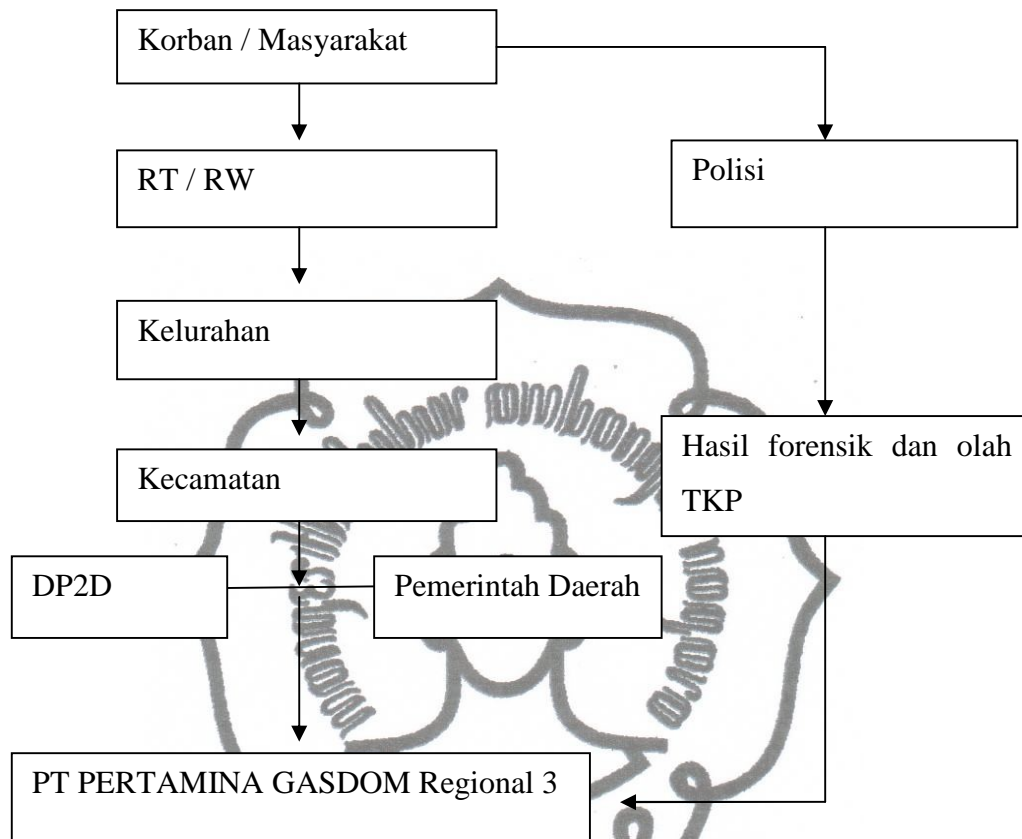 Korban / Masyarakat
RT / RW
Polisi
Kelurahan
Kecamatan
Hasil forensik dan olah
TKP
DP2D
Pemerintah Daerah
PT PERTAMINA GASDOM Regional 3